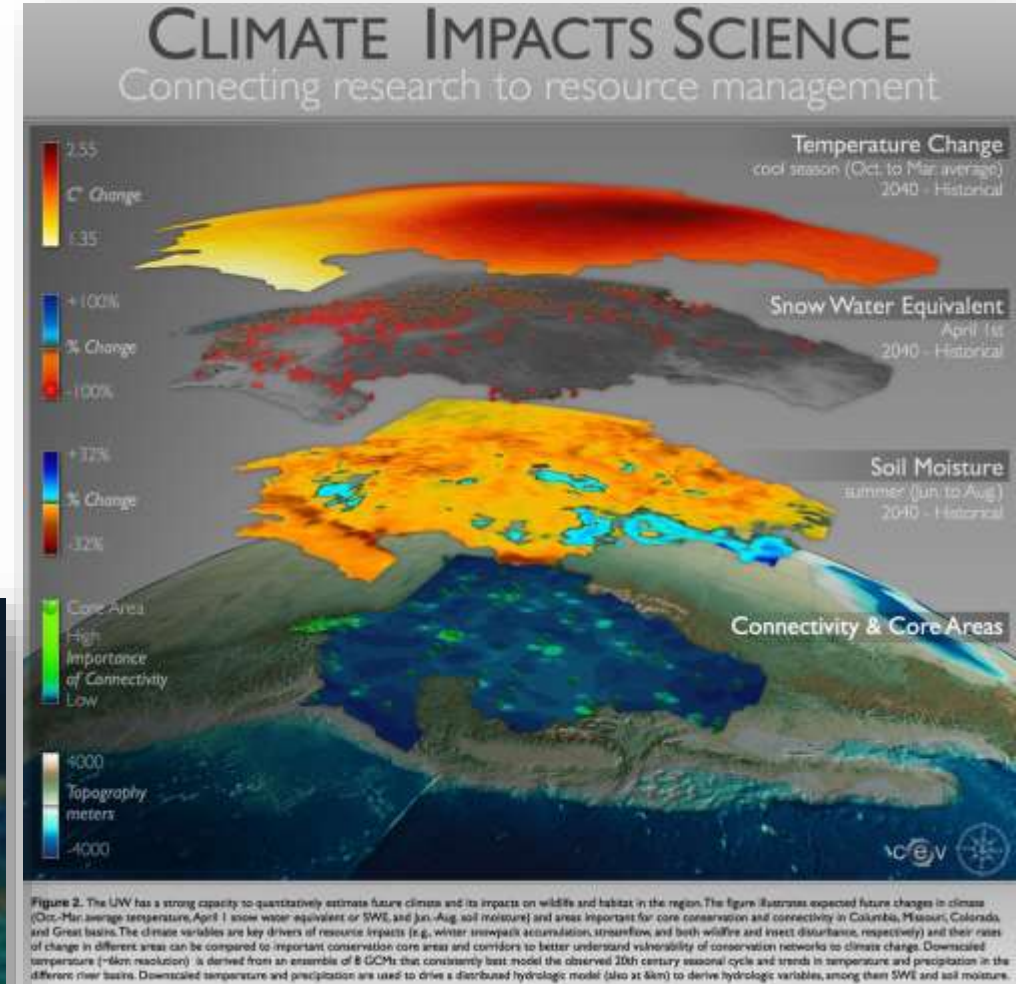 CLIMATE IMPACTS SCIENCE
Connecting research to resource management
2.55
C° Change
1.35
Temperature Change
cool season (Oct. to Mar. average)
2040 - Historical
+100%
% Change
-100%
Snow Water Equivalent
April 1st
2040 - Historical
+32%
% Change
-32%
Soil Moisture
summer (Jun. to Aug.)
2040 - Historical
Core Area
High
Importance
of Connectivity
Low
Connectivity & Core Areas
4000
Topography
meters
-4000
cev
Figure 2. The UW has a strong capacity to quantitatively estimate future climate and its impacts on wildlife and habitat in the region. The figure illustrates expected future changes in climate
(Oct.-Mar. average temperature, April 1 snow water equivalent or SWE, and Jun.-Aug. soil moisture) and areas important for core conservation and connectivity in Columbia, Missouri, Colorado,
and Great basins. The climate variables are key drivers of resource impacts (e.g., winter snowpack accumulation, streamflow, and both wildfire and insect disturbance, respectively) and their rates
of change in different areas can be compared to important conservation core areas and corridors to better understand vulnerability of conservation networks to climate change. Downscaled
temperature (~6km resolution) is derived from an ensemble of 8 GCMs that consistently best model the observed 20th century seasonal cycle and trends in temperature and precipitation in the
different river basins. Downscaled temperature and precipitation are used to drive a distributed hydrologic model (also at 6km) to derive hydrologic variables, among them SWE and soil moisture.